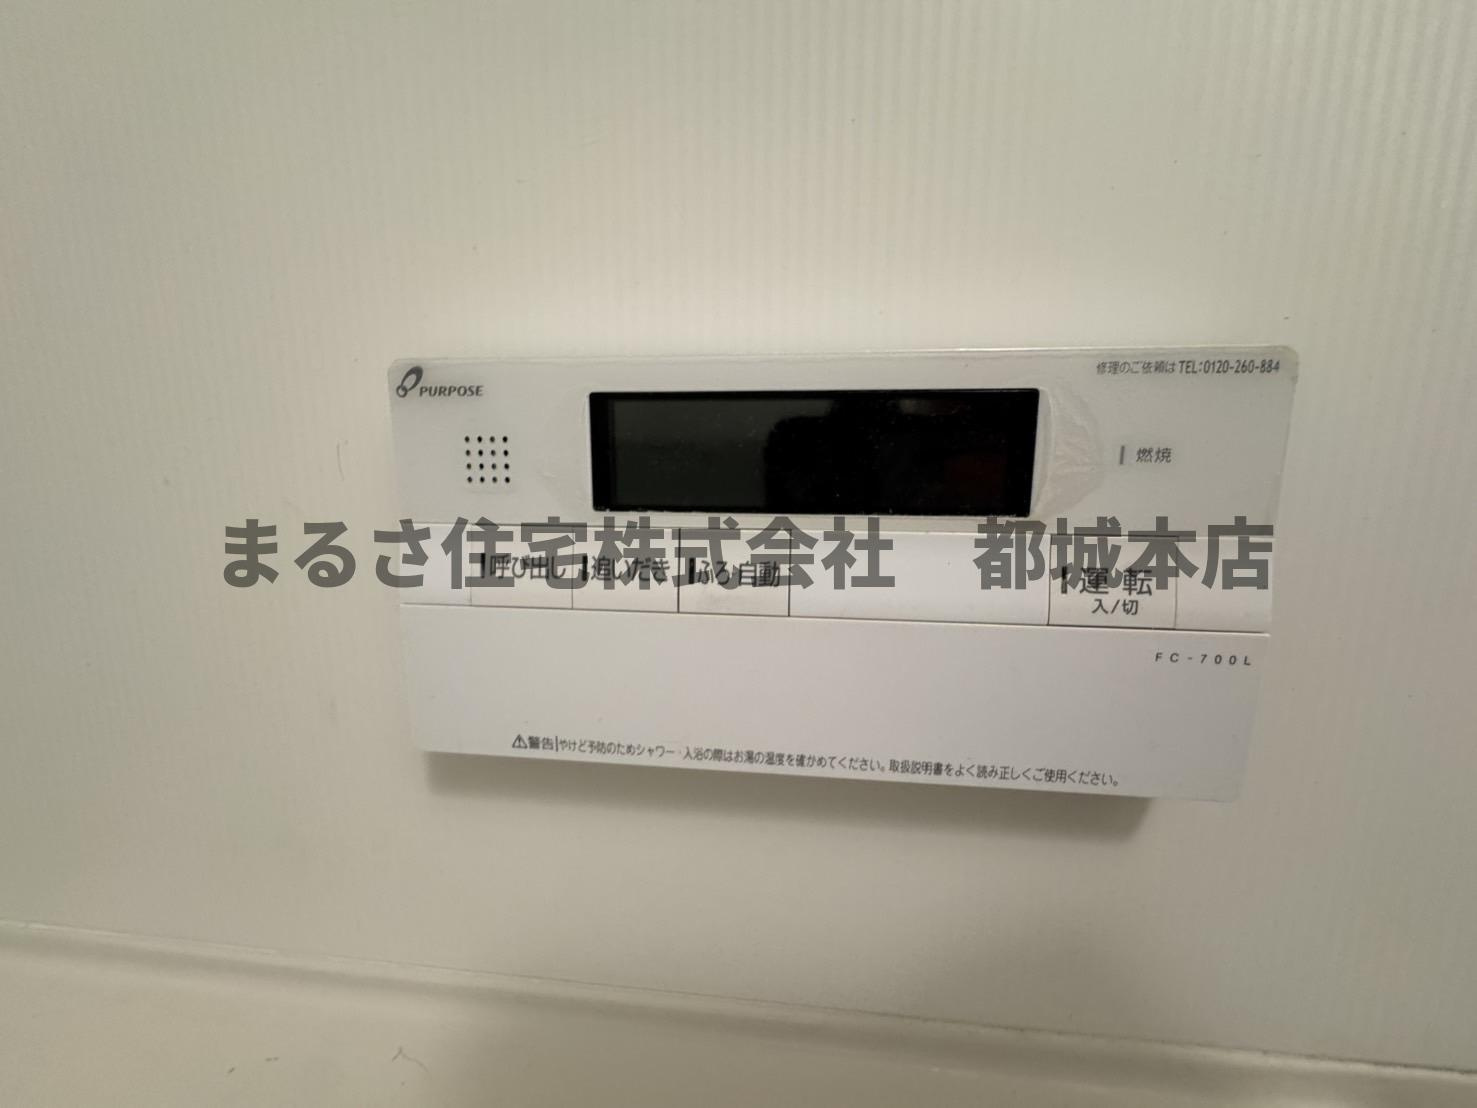 PURPOSE
修理のご依頼は TEL:0120-260-884
燃焼
まるさ住宅株式会社　都城本店
呼び出し 追いだき ふろ自動 運転
入/切
FC-700L
⚠警告 やけど予防のためシャワー・入浴の際はお湯の温度を確かめてください。取扱説明書をよく読み正しくご使用ください。